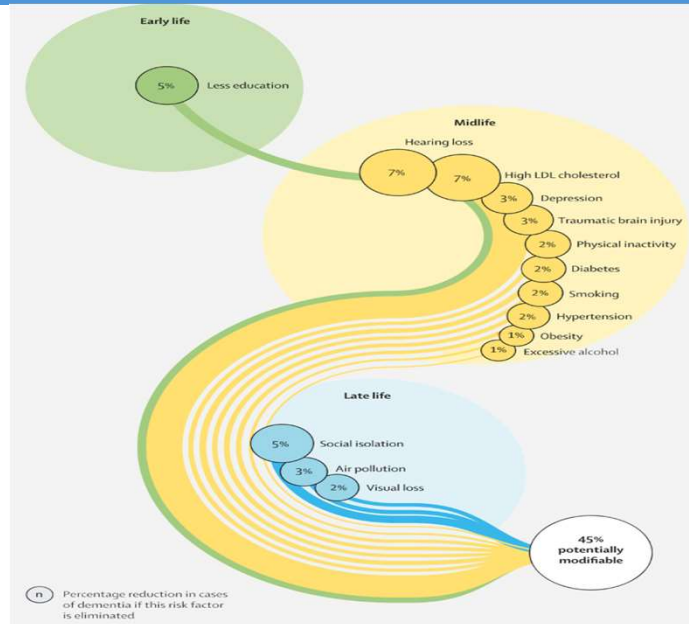 Early life
5%
Less education
Midlife
Hearing loss
7%
7%
High LDL cholesterol
3%
Depression
3%
Traumatic brain injury
2%
Physical inactivity
2%
Diabetes
2%
Smoking
2%
Hypertension
1%
Obesity
1%
Excessive alcohol
Late life
5%
Social isolation
3%
Air pollution
2%
Visual loss
45%
potentially
modifiable
n
Percentage reduction in cases
of dementia if this risk factor
is eliminated